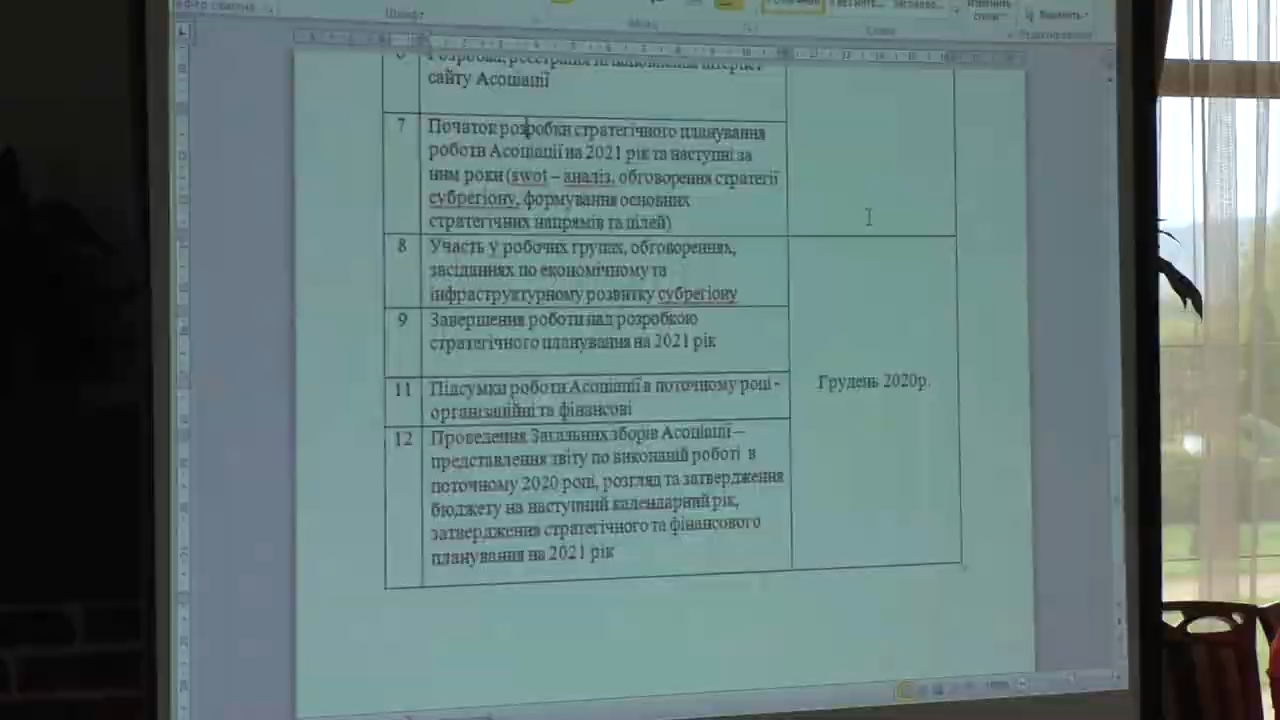 Шрифт
Абзац
Редактирование
сайту Асоціації
7 Початок розробки стратегічного планування
роботи Асоціації на 2021 рік та наступні за
ним роки (swot – аналіз, обговорення стратегії
субрегіону, формування основних
стратегічних напрямів та цілей)
8 Участь у робочих групах, обговореннях,
засіданнях по економічному та
інфраструктурному розвитку субрегіону
9 Завершення роботи над розробкою
стратегічного планування на 2021 рік
11 Підсумки роботи Асоціації в поточному році -
організаційні та фінансові
Грудень 2020р.
12 Проведення Загальних зборів Асоціації –
представлення звіту по виконаній роботі в
поточному 2020 році, розгляд та затвердження
бюджету на наступний календарний рік,
затвердження стратегічного та фінансового
планування на 2021 рік